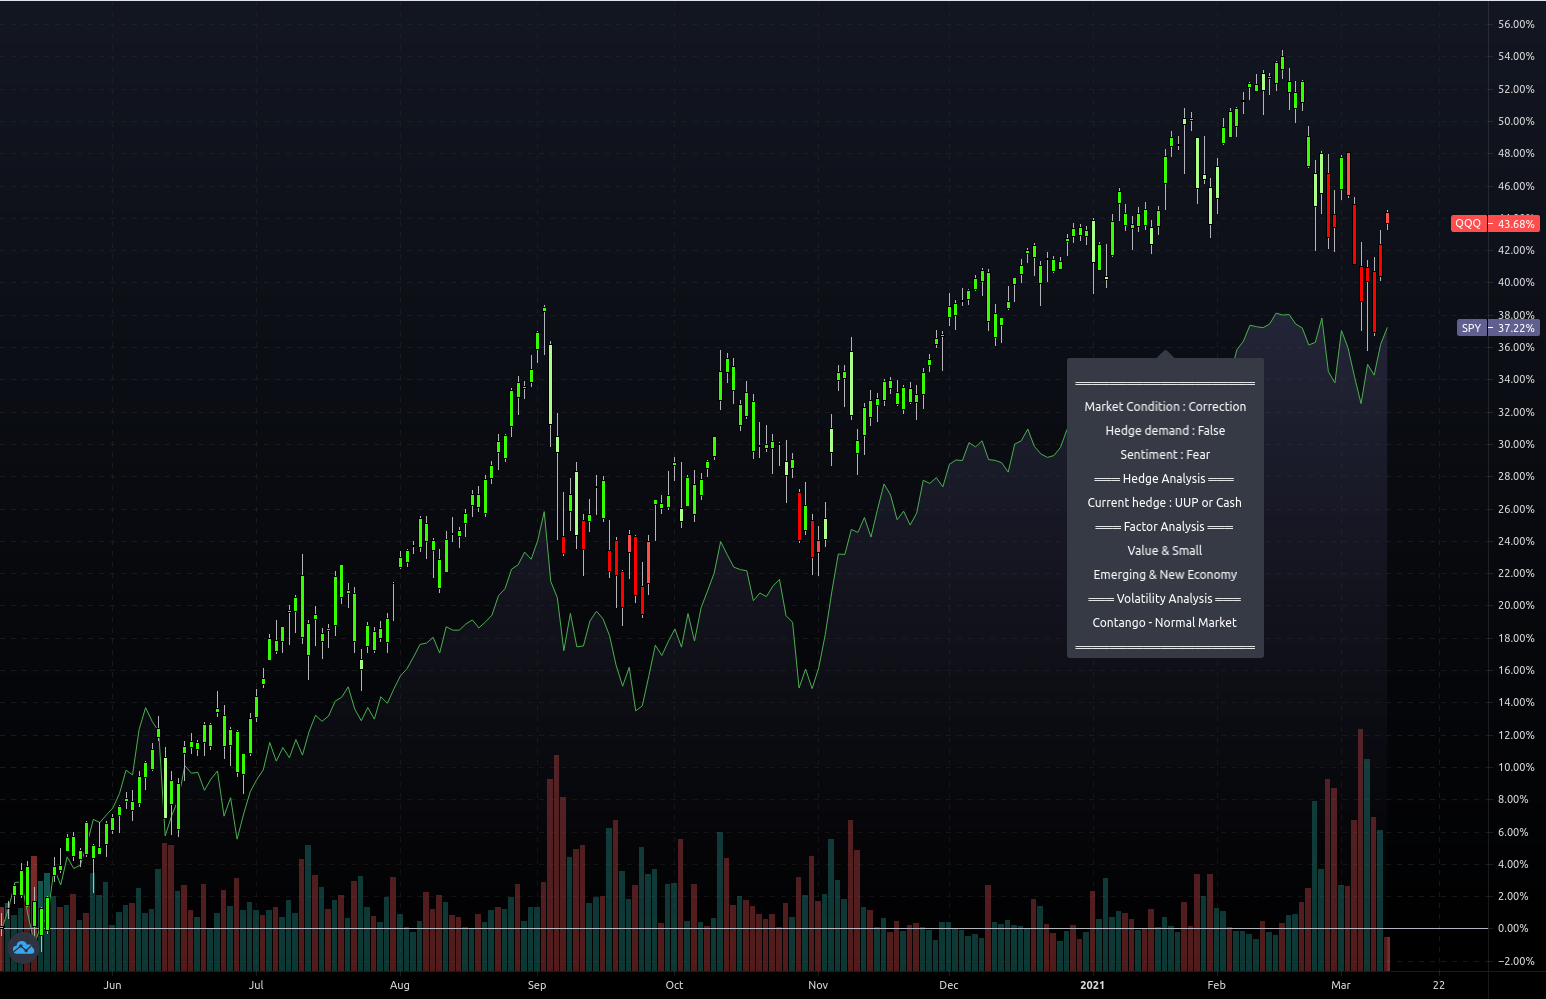 56.00%
54.00%
52.00%
50.00%
48.00%
46.00%
QQQ 43.68%
42.00%
40.00%
38.00%
SPY 37.22%
36.00%
34.00%
32.00%
30.00%
28.00%
26.00%
24.00%
22.00%
20.00%
18.00%
16.00%
14.00%
12.00%
10.00%
8.00%
6.00%
4.00%
2.00%
0.00%
−2.00%
Market Condition : Correction
Hedge demand : False
Sentiment : Fear
═══ Hedge Analysis ═══
Current hedge : UUP or Cash
═══ Factor Analysis ═══
Value & Small
Emerging & New Economy
═══ Volatility Analysis ═══
Contango - Normal Market
Jun Jul Aug Sep Oct Nov Dec 2021 Feb Mar 22